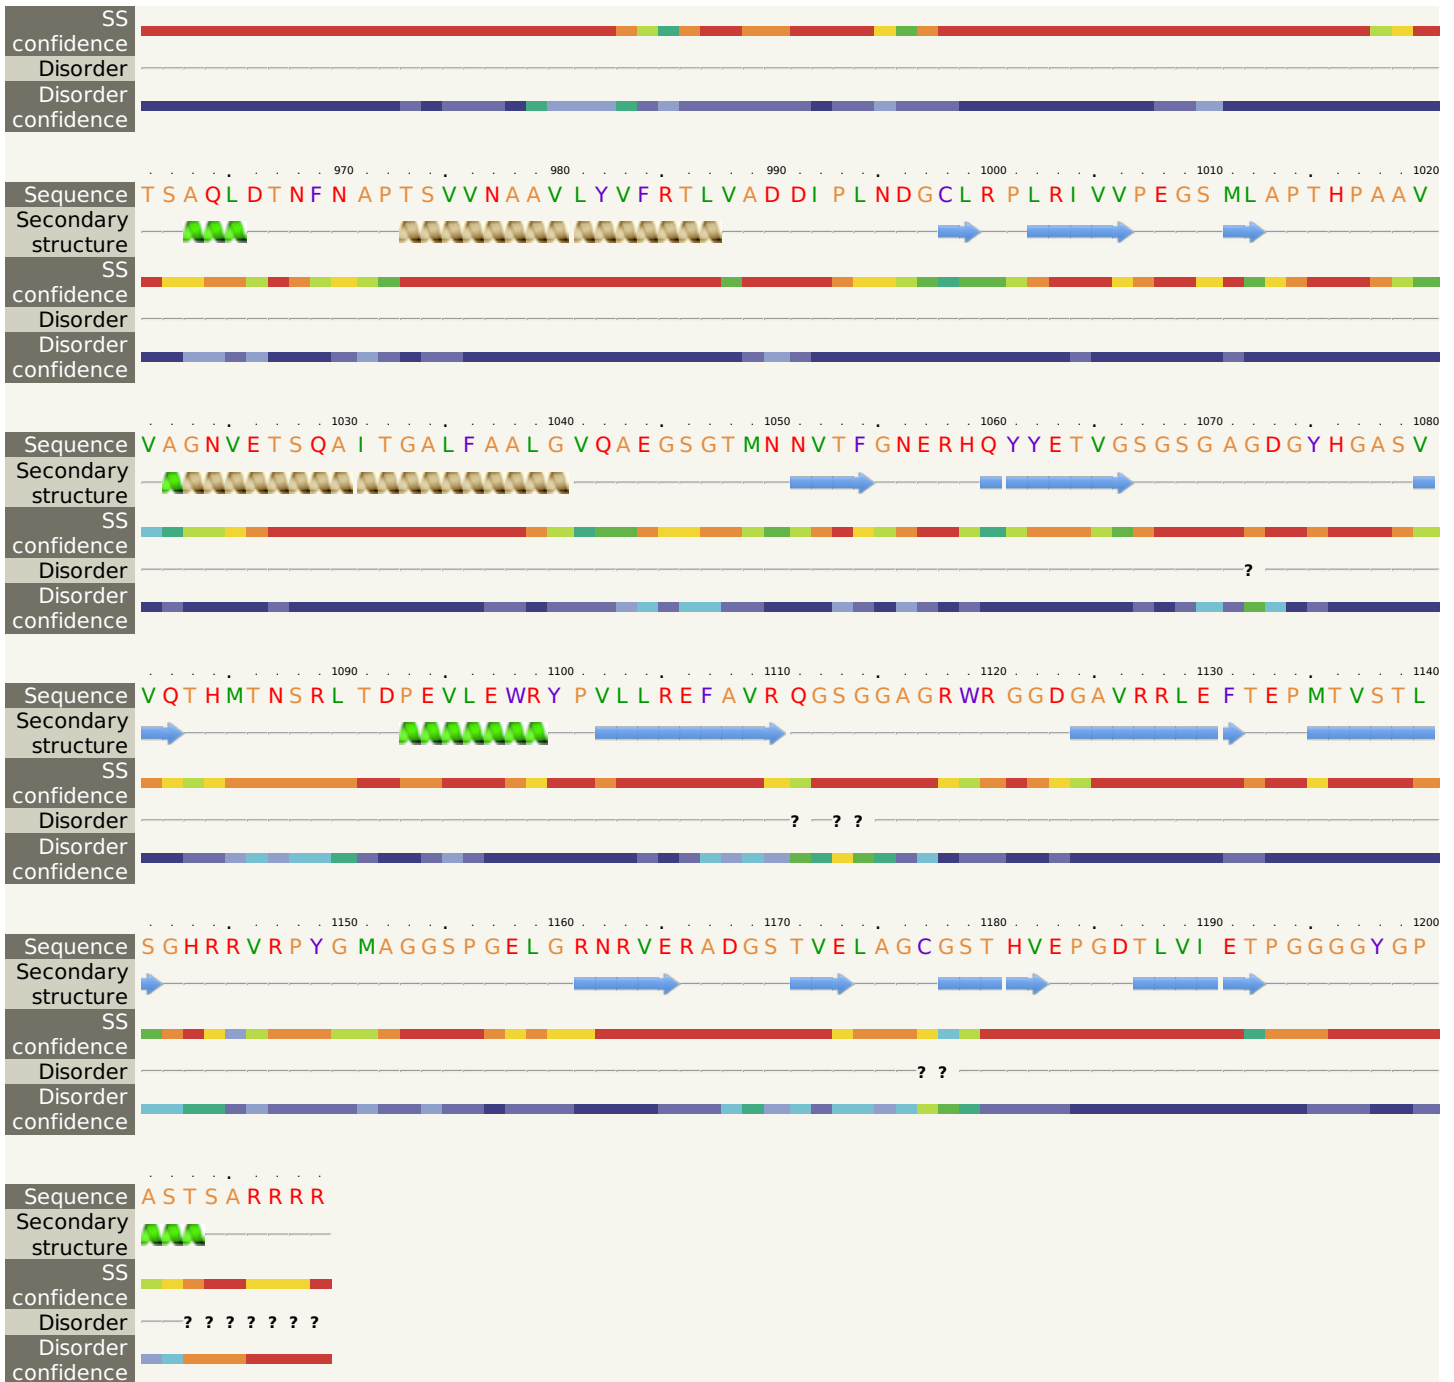 SS
confidence
Disorder
Disorder
confidence
970 980 990 1000 1010 1020
Sequence T S A Q L D T N F N A P T S V V N A A V L Y V F R T L V A D D I P L N D G C L R P L R I V V P E G S M L A P T H P A A V
Secondary
structure
SS
confidence
Disorder
Disorder
confidence
1030 1040 1050 1060 1070 1080
Sequence V A G N V E T S Q A I T G A L F A A L G V Q A E G S G T M N N V T F G N E R H Q Y Y E T V G S G S G A G D G Y H G A S V
Secondary
structure
SS
confidence
Disorder ?
Disorder
confidence
1090 1100 1110 1120 1130 1140
Sequence V Q T H M T N S R L T D P E V L E W R Y P V L L R E F A V R Q G S G G A G R W R G G D G A V R R L E F T E P M T V S T L
Secondary
structure
SS
confidence
Disorder ? ? ?
Disorder
confidence
1150 1160 1170 1180 1190 1200
Sequence S G H R R V R P Y G M A G G S P G E L G R N R V E R A D G S T V E L A G C G S T H V E P G D T L V I E T P G G G G Y G P
Secondary
structure
SS
confidence
Disorder ? ?
Disorder
confidence
Sequence A S T S A R R R R
Secondary
structure
SS
confidence
Disorder ? ? ? ? ? ? ?
Disorder
confidence